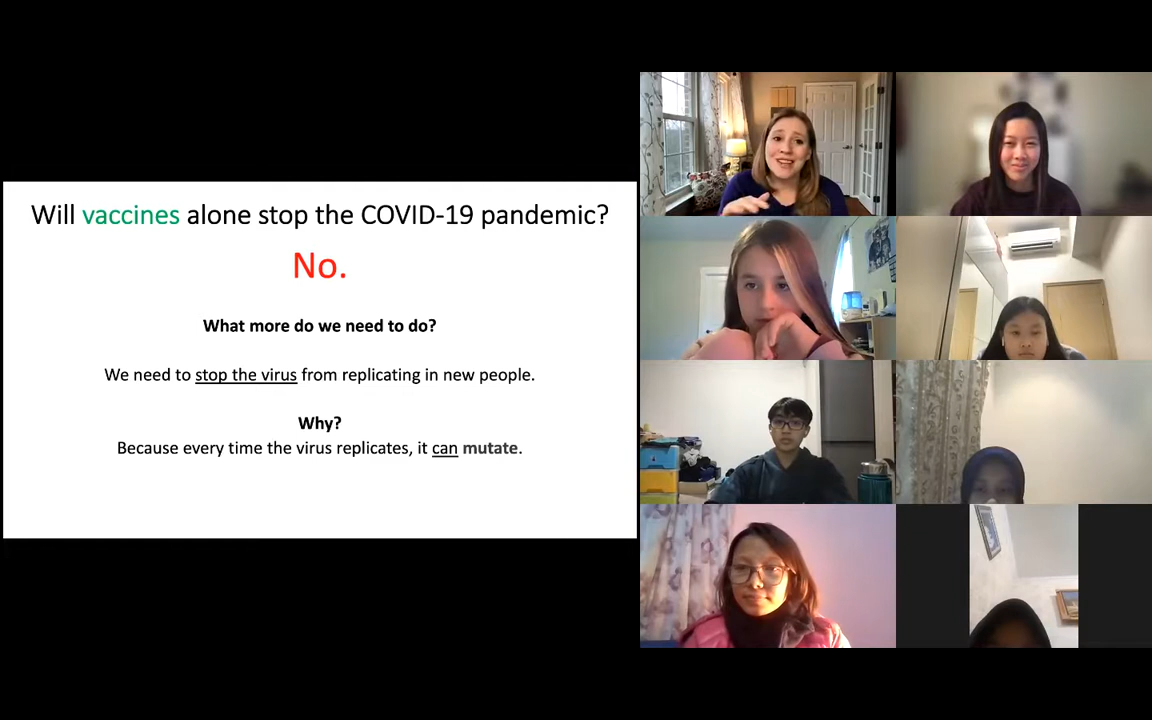 Will vaccines alone stop the COVID-19 pandemic?
No.
What more do we need to do?
We need to stop the virus from replicating in new people.
Why?
Because every time the virus replicates, it can mutate.